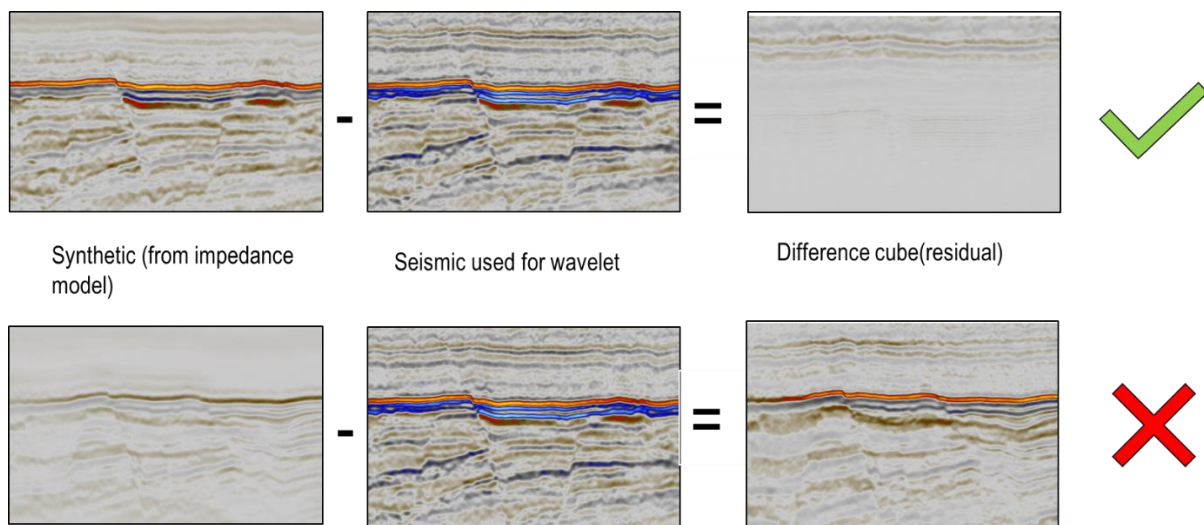 Synthetic (from impedance
model)
Seismic used for wavelet
Difference cube(residual)